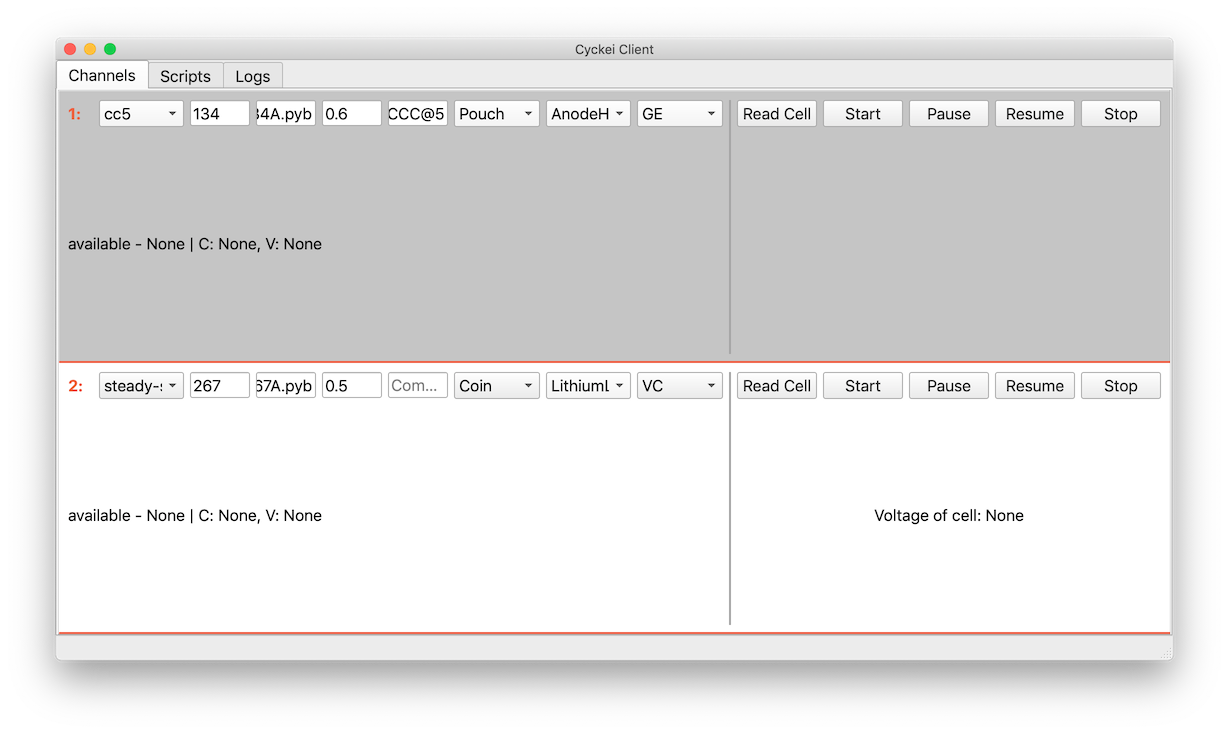 Cyckei Client
Channels Scripts Logs
1: cc5 134 34A.pyb 0.6 CCC@5 Pouch AnodeH GE Read Cell Start Pause Resume Stop
available - None | C: None, V: None
2: steady-s 267 67A.pyb 0.5 Com... Coin LithiumI VC Read Cell Start Pause Resume Stop
available - None | C: None, V: None Voltage of cell: None